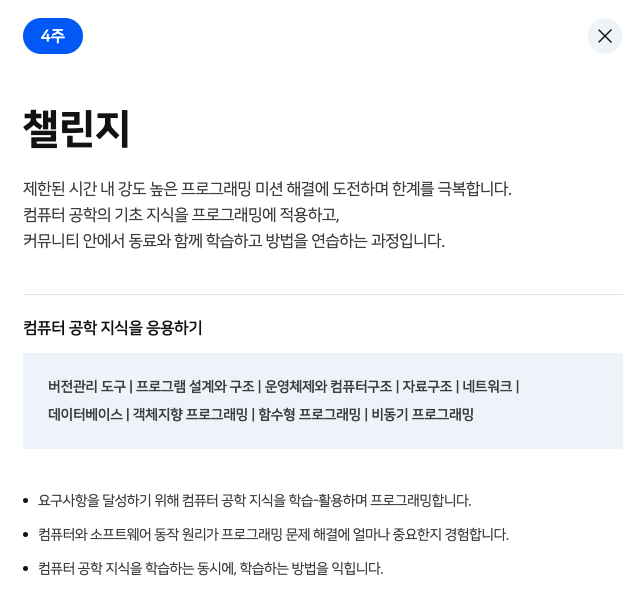 4주
챌린지
제한된 시간 내 강도 높은 프로그래밍 미션 해결에 도전하며 한계를 극복합니다.
컴퓨터 공학의 기초 지식을 프로그래밍에 적용하고,
커뮤니티 안에서 동료와 함께 학습하고 방법을 연습하는 과정입니다.
컴퓨터 공학 지식을 응용하기
버전관리 도구 | 프로그램 설계와 구조 | 운영체제와 컴퓨터구조 | 자료구조 | 네트워크 |
데이터베이스 | 객체지향 프로그래밍 | 함수형 프로그래밍 | 비동기 프로그래밍
• 요구사항을 달성하기 위해 컴퓨터 공학 지식을 학습-활용하며 프로그래밍합니다.
• 컴퓨터와 소프트웨어 동작 원리가 프로그래밍 문제 해결에 얼마나 중요한지 경험합니다.
• 컴퓨터 공학 지식을 학습하는 동시에, 학습하는 방법을 익힙니다.